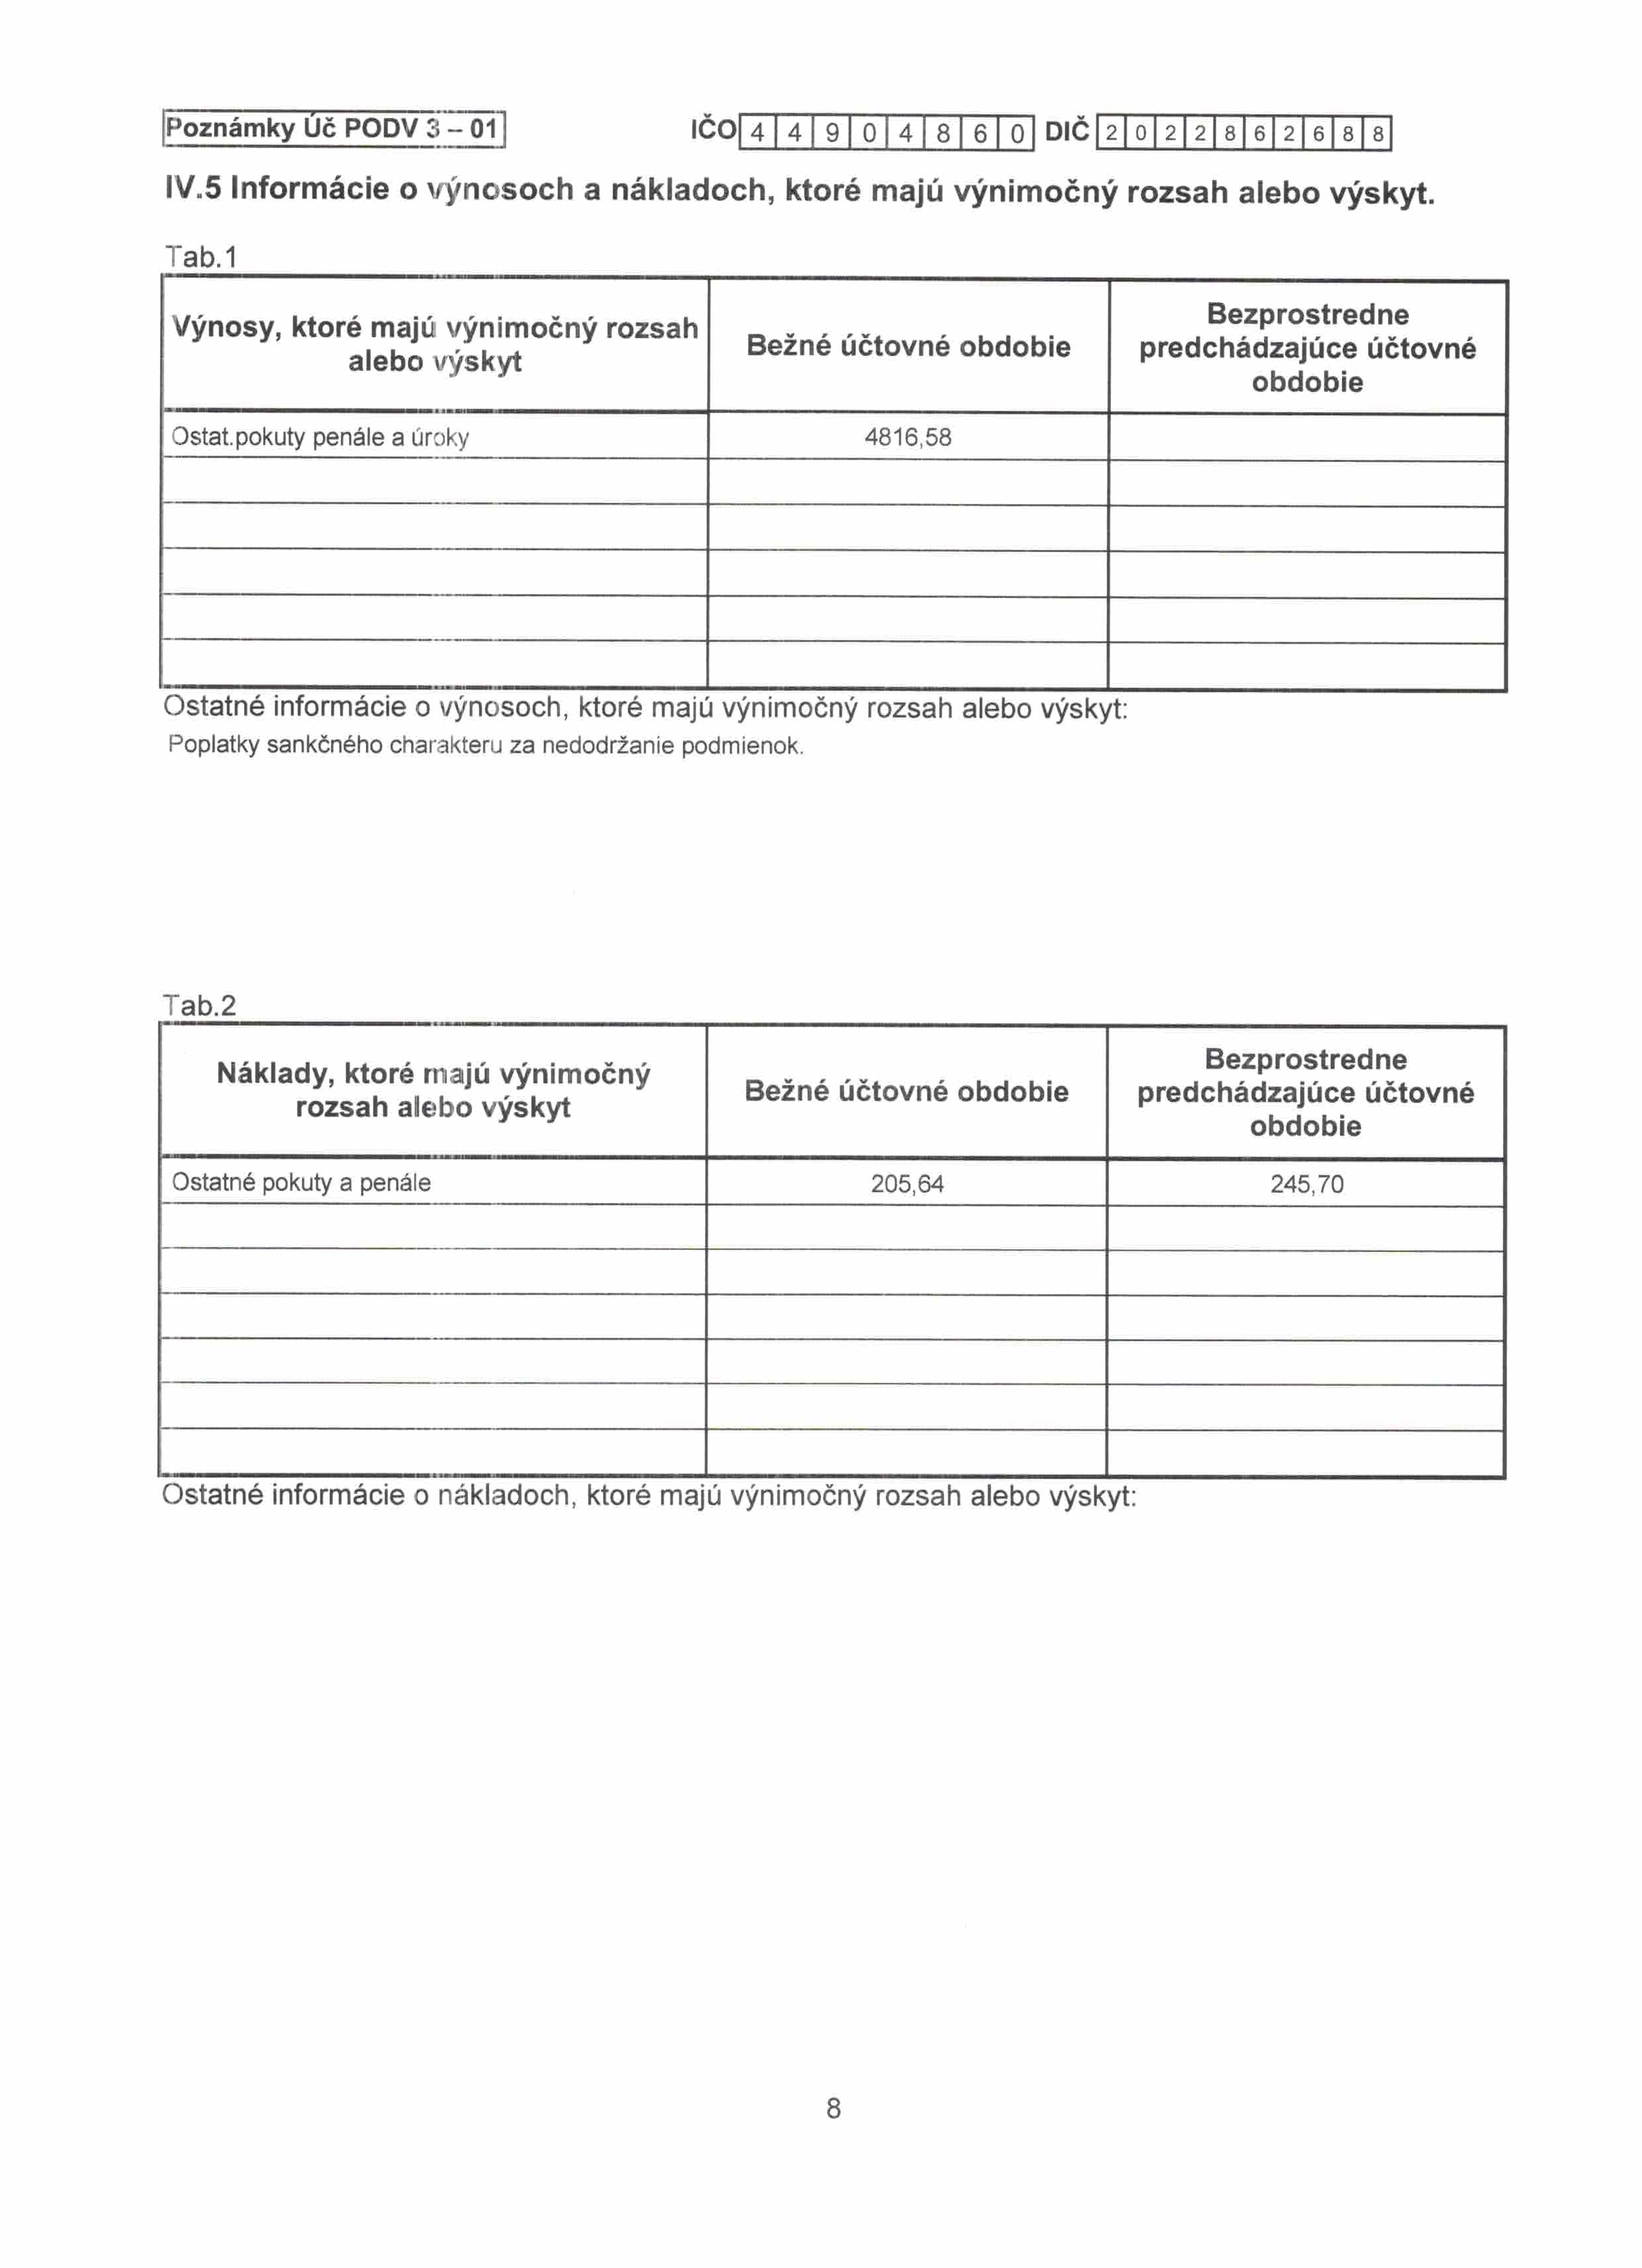 Poznámky Úč PODV 3 – 01 IČO 4 4 9 0 4 8 6 0 DIČ 2 0 2 2 8 6 2 6 8 8
IV.5 Informácie o výnosoch a nákladoch, ktoré majú výnimočný rozsah alebo výskyt.
Tab.1
Výnosy, ktoré majú výnimočný rozsah
alebo výskyt
Bežné účtovné obdobie
Bezprostredne
predchádzajúce účtovné
obdobie
Ostat.pokuty penále a úroky 4816,58
Ostatné informácie o výnosoch, ktoré majú výnimočný rozsah alebo výskyt:
Poplatky sankčného charakteru za nedodržanie podmienok.
Tab.2
Náklady, ktoré majú výnimočný
rozsah alebo výskyt
Bežné účtovné obdobie
Bezprostredne
predchádzajúce účtovné
obdobie
Ostatné pokuty a penále 205,64 245,70
Ostatné informácie o nákladoch, ktoré majú výnimočný rozsah alebo výskyt:
8